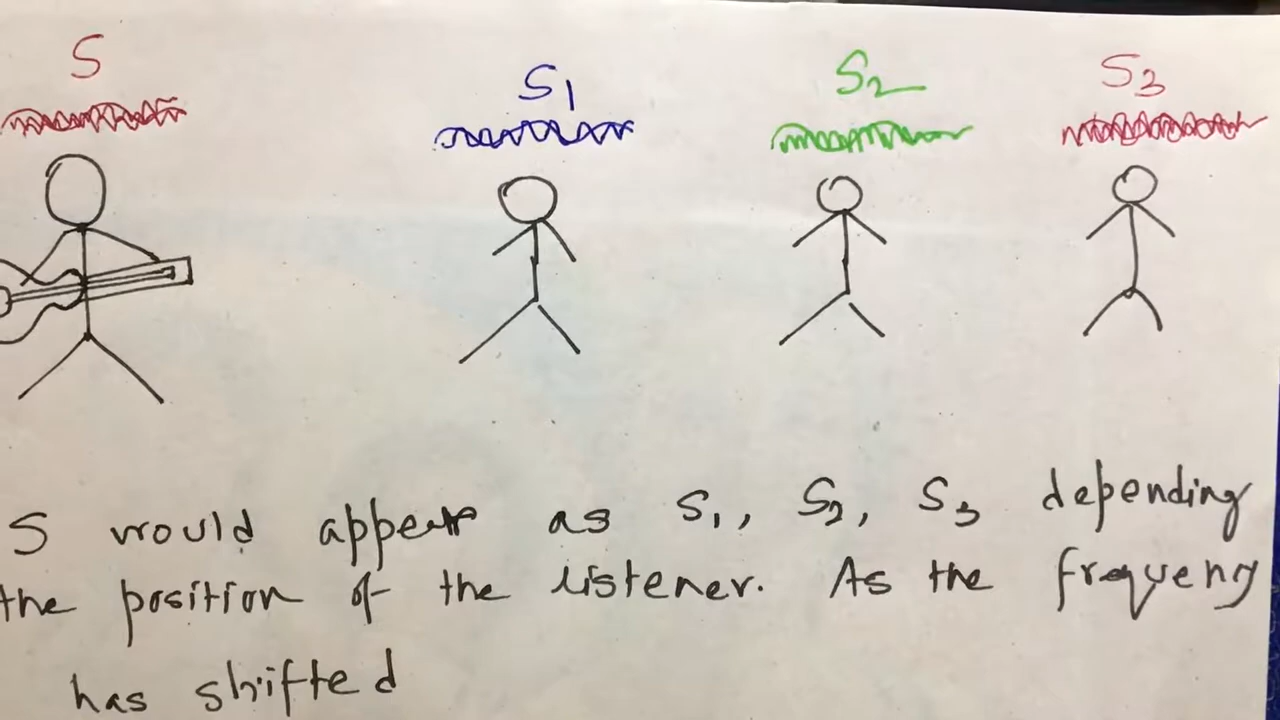 S S1 S2 S3
S would appear as S1, S2, S3 depending
the position of the listener. As the frequency
has shifted